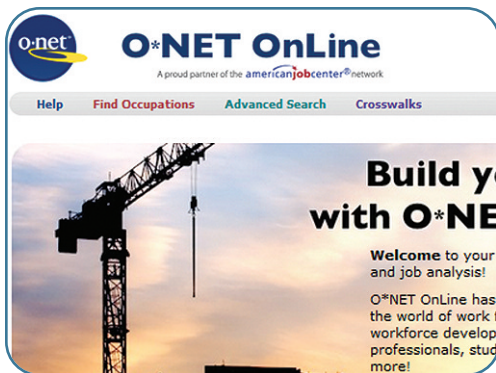 o·net
O*NET OnLine
A proud partner of the americanjobcenter® network
Help Find Occupations Advanced Search Crosswalks
Build y
with O*NE
Welcome to your
and job analysis!
O*NET OnLine has
the world of work f
workforce develop
professionals, stud
more!